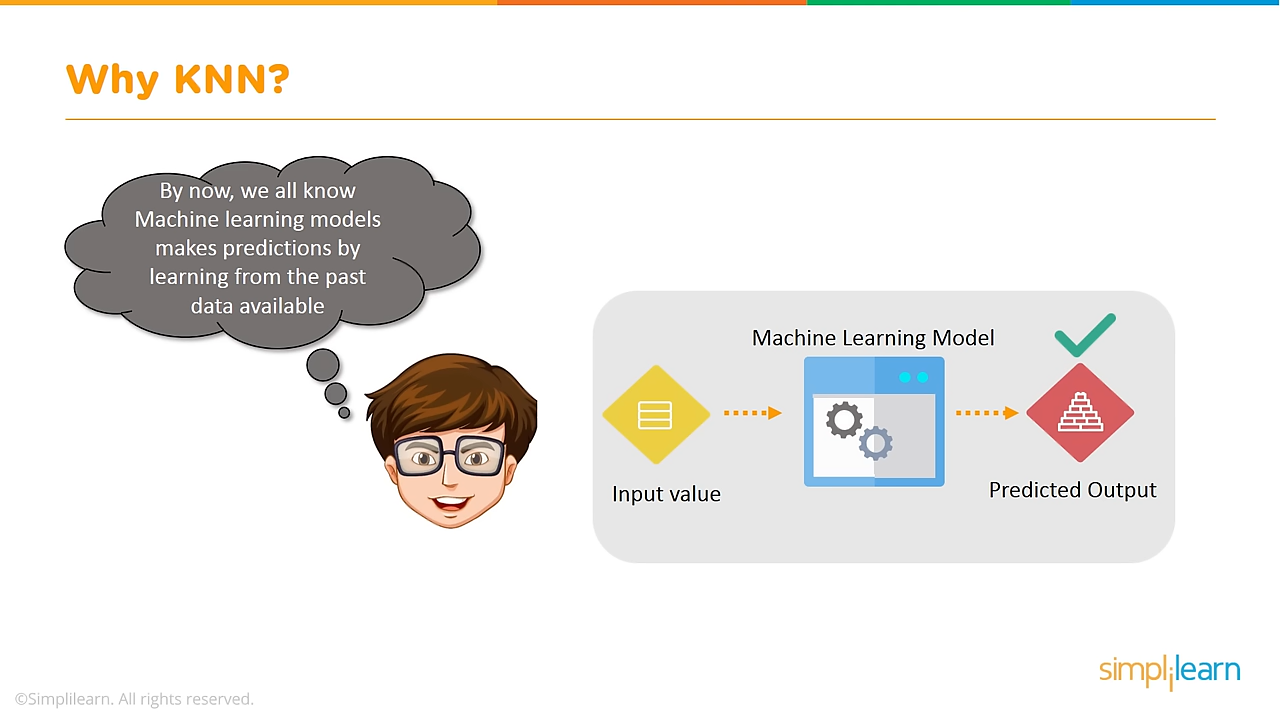 Why KNN?
By now, we all know
Machine learning models
makes predictions by
learning from the past
data available
Machine Learning Model
Input value
Predicted Output
simplilearn
©Simplilearn. All rights reserved.